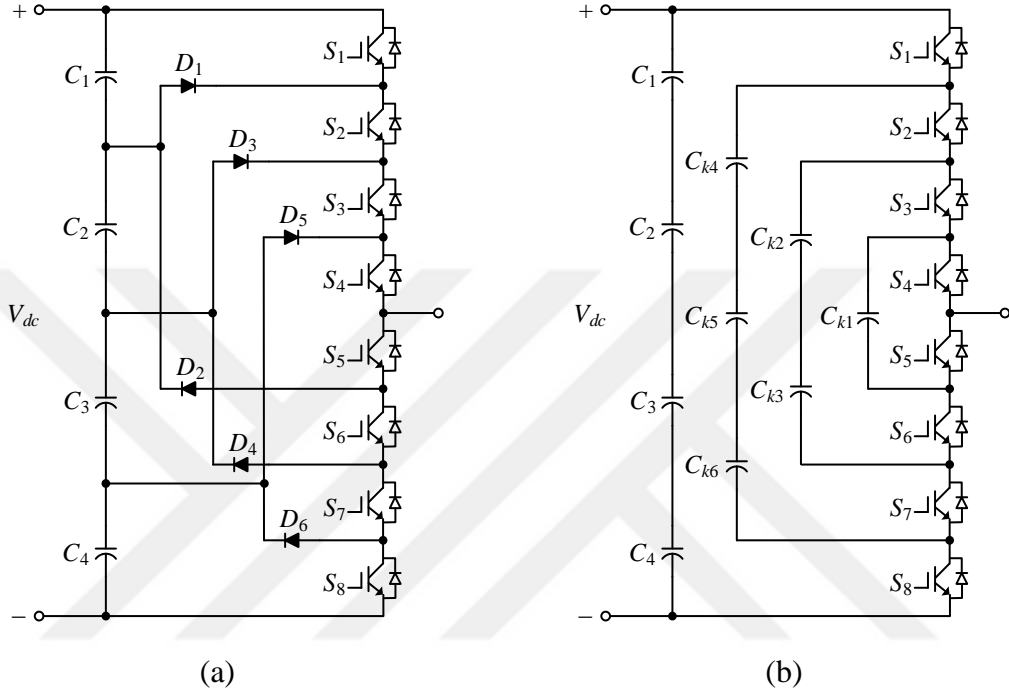 +
C1
D1
S1
S2
D3
S3
C2
D5
S4
Vdc
S5
D2
C3
S6
D4
S7
D6
C4
S8
−
(a)
+
C1
S1
S2
Ck4
S3
C2
Ck2
S4
Vdc
Ck5
Ck1
S5
C3
Ck3
S6
Ck6
S7
C4
S8
−
(b)